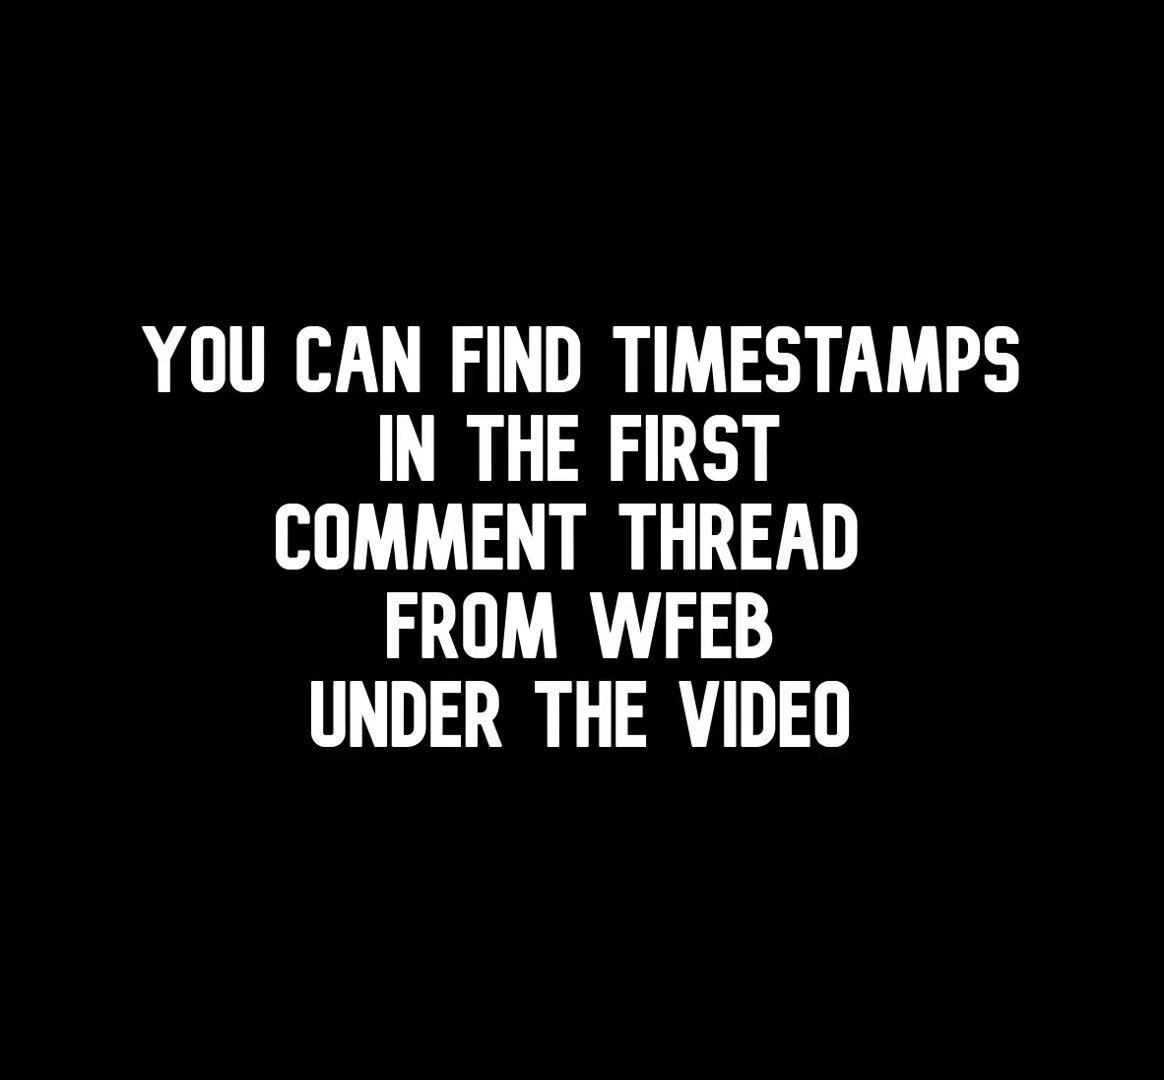 YOU CAN FIND TIMESTAMPS
IN THE FIRST
COMMENT THREAD
FROM WFEB
UNDER THE VIDEO